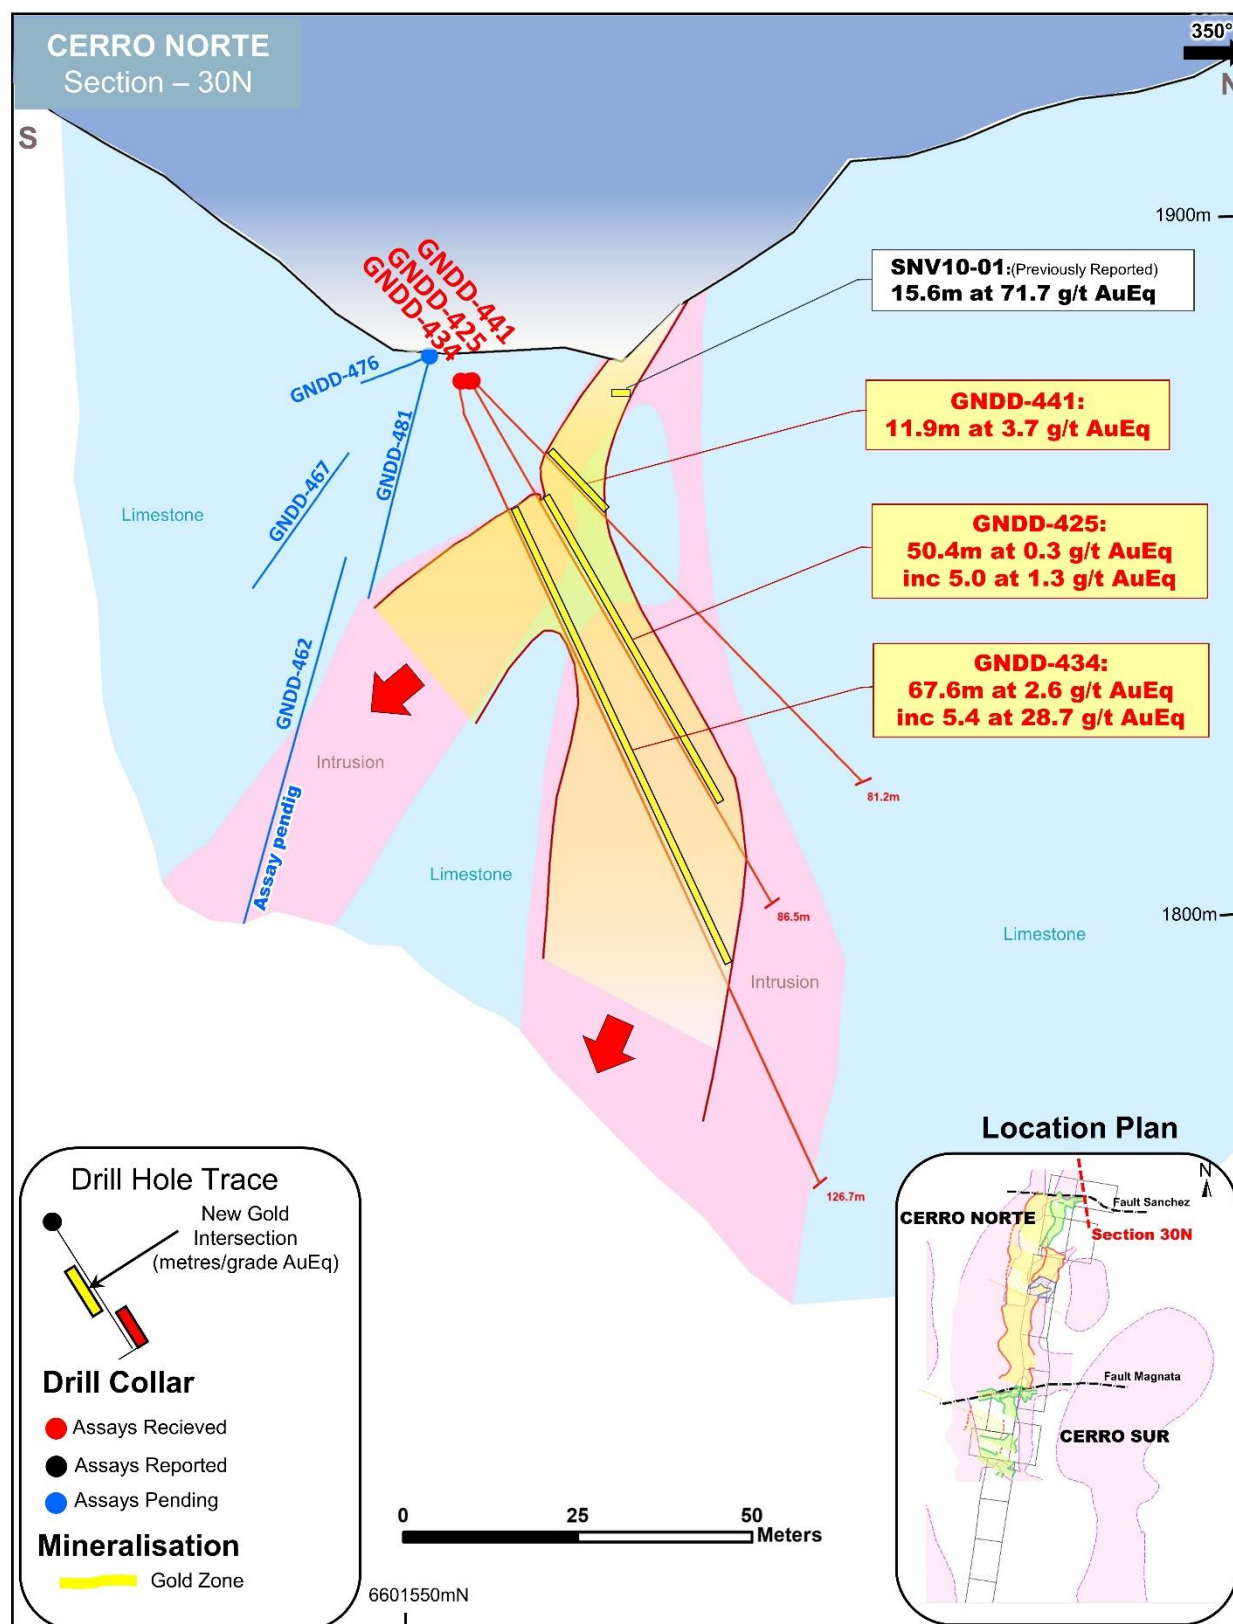 CERRO NORTE
Section – 30N
350°
N
S
1900m
GNDD-441
GNDD-425
GNDD-434
SNV10-01:(Previously Reported)
15.6m at 71.7 g/t AuEq
GNDD-476
GNDD-481
GNDD-467
GNDD-441:
11.9m at 3.7 g/t AuEq
Limestone
GNDD-425:
50.4m at 0.3 g/t AuEq
inc 5.0 at 1.3 g/t AuEq
GNDD-462
GNDD-434:
67.6m at 2.6 g/t AuEq
inc 5.4 at 28.7 g/t AuEq
Intrusion
81.2m
Assay pendig
Limestone
86.5m
1800m
Limestone
Intrusion
126.7m
Drill Hole Trace
New Gold
Intersection
(metres/grade AuEq)
Drill Collar
Assays Recieved
Assays Reported
Assays Pending
Mineralisation
Gold Zone
0 25 50
Meters
6601550mN
Location Plan
N
Fault Sanchez
CERRO NORTE
Section 30N
Fault Magnata
CERRO SUR